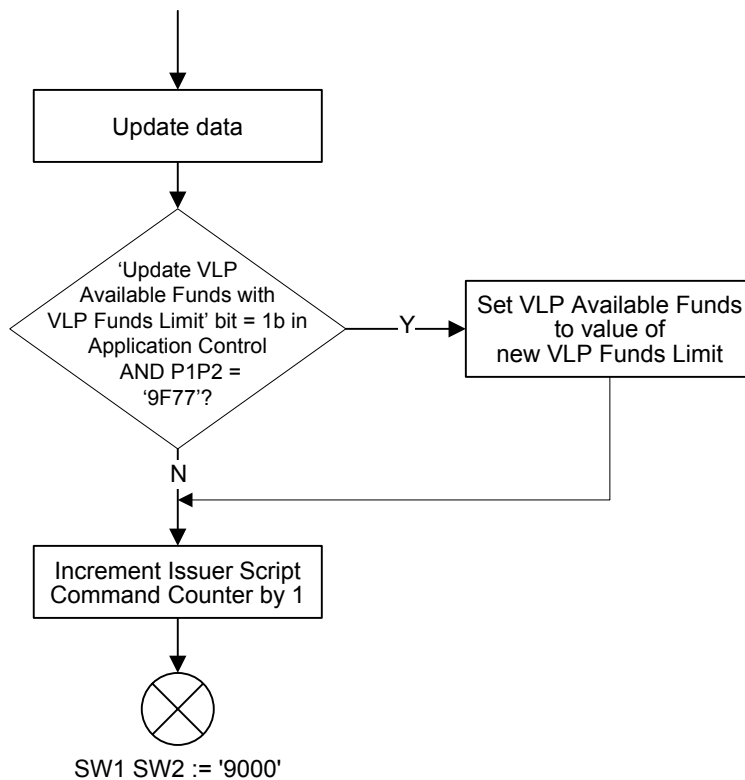 Update data
‘Update VLP
Available Funds with
VLP Funds Limit’ bit = 1b in
Application Control
AND P1P2 =
‘9F77’?
Y
Set VLP Available Funds
to value of
new VLP Funds Limit
N
Increment Issuer Script
Command Counter by 1
SW1 SW2 := '9000'